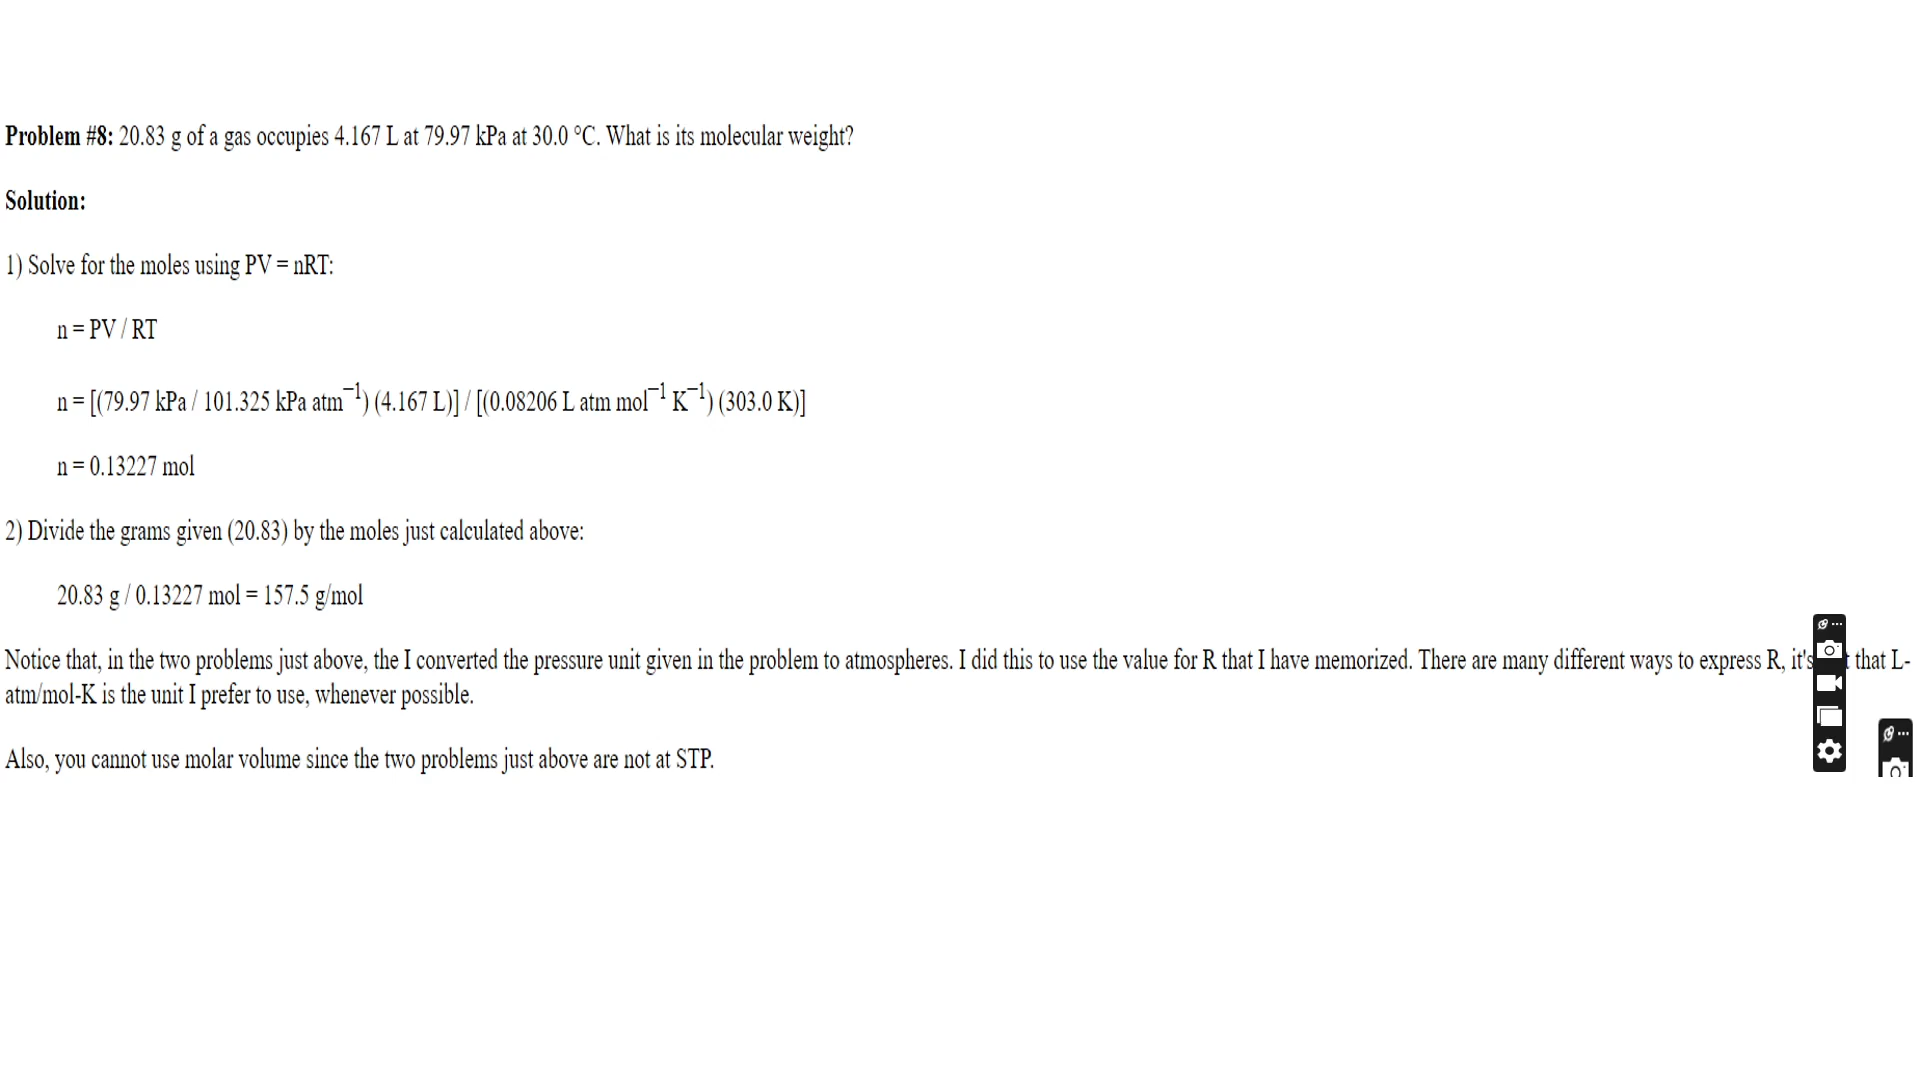 Problem #8: 20.83 g of a gas occupies 4.167 L at 79.97 kPa at 30.0 °C. What is its molecular weight?
Solution:
1) Solve for the moles using PV = nRT:
n = PV / RT
n = [(79.97 kPa / 101.325 kPa atm⁻¹) (4.167 L)] / [(0.08206 L atm mol⁻¹ K⁻¹) (303.0 K)]
n = 0.13227 mol
2) Divide the grams given (20.83) by the moles just calculated above:
20.83 g / 0.13227 mol = 157.5 g/mol
Notice that, in the two problems just above, the I converted the pressure unit given in the problem to atmospheres. I did this to use the value for R that I have memorized. There are many different ways to express R, it's that L-
atm/mol-K is the unit I prefer to use, whenever possible.
Also, you cannot use molar volume since the two problems just above are not at STP.